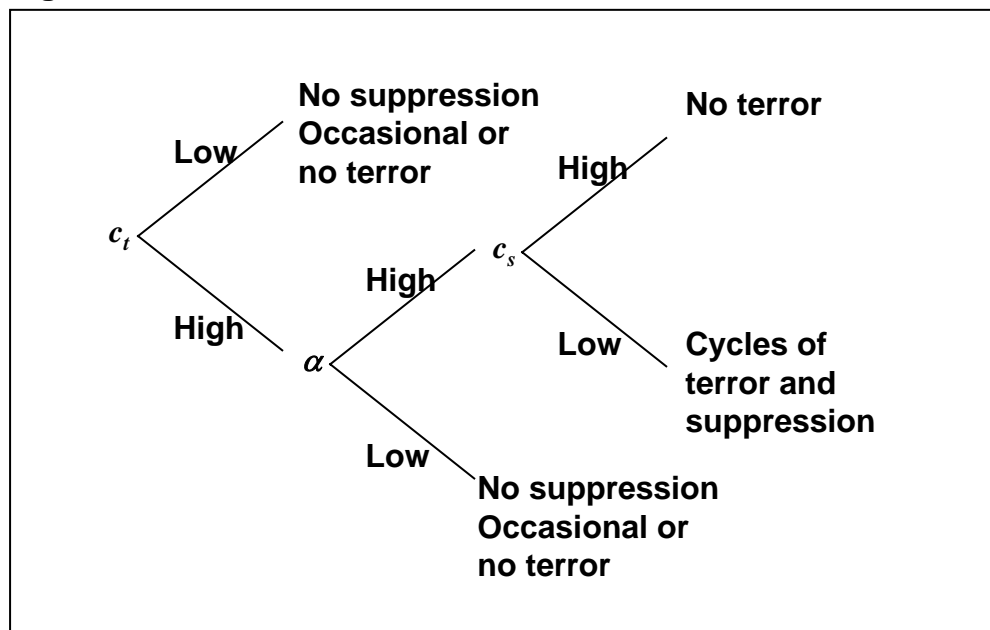 No suppression
Occasional or
no terror
No terror
Low
High
c_t
c_s
High
High
Low
α
Cycles of
terror and
suppression
Low
No suppression
Occasional or
no terror